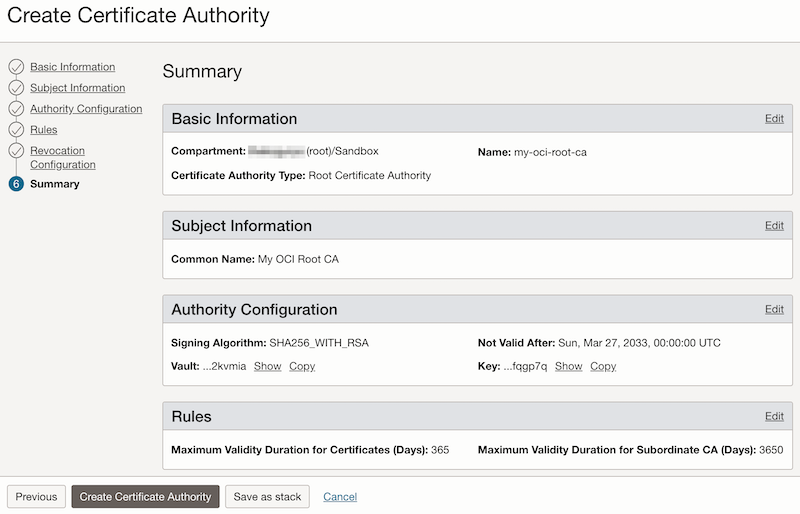 Create Certificate Authority
Basic Information
Subject Information
Authority Configuration
Rules
Revocation
Configuration
6 Summary
Summary
Basic Information Edit
Compartment: (root)/Sandbox Name: my-oci-root-ca
Certificate Authority Type: Root Certificate Authority
Subject Information Edit
Common Name: My OCI Root CA
Authority Configuration Edit
Signing Algorithm: SHA256_WITH_RSA Not Valid After: Sun, Mar 27, 2033, 00:00:00 UTC
Vault: ...2kvmia Show Copy Key: ...fqgp7q Show Copy
Rules Edit
Maximum Validity Duration for Certificates (Days): 365 Maximum Validity Duration for Subordinate CA (Days): 3650
Previous Create Certificate Authority Save as stack Cancel